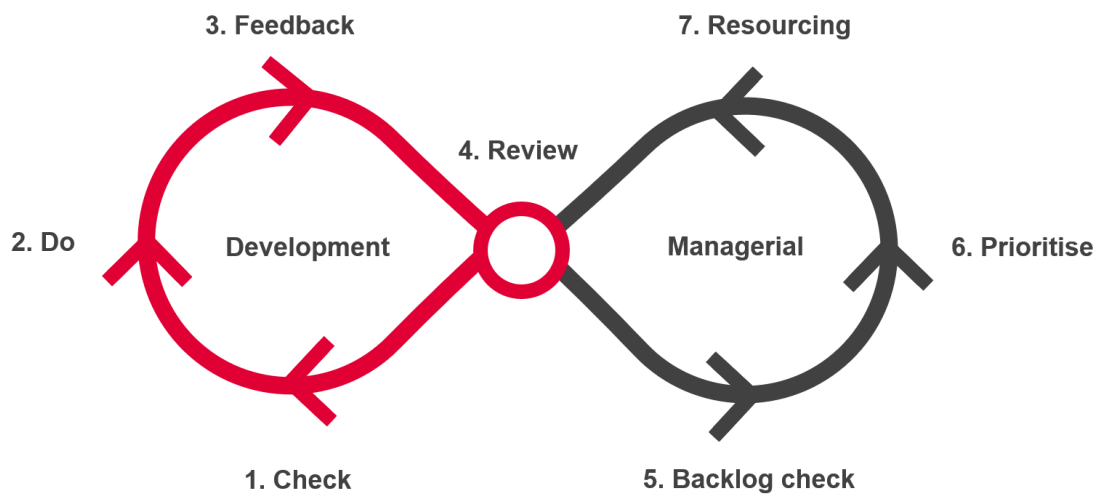 3. Feedback
7. Resourcing
4. Review
2. Do
Development
Managerial
6. Prioritise
1. Check
5. Backlog check